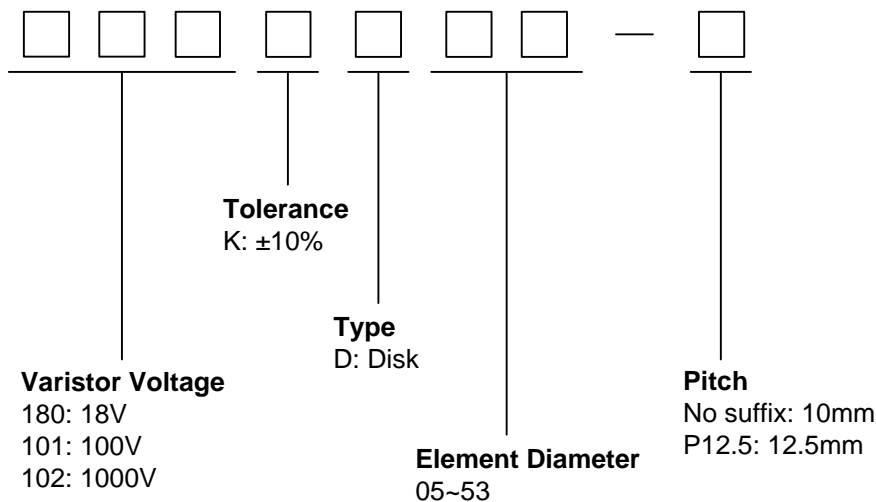 Tolerance
K: ±10%
Type
D: Disk
Varistor Voltage
180: 18V
101: 100V
102: 1000V
Element Diameter
05~53
Pitch
No suffix: 10mm
P12.5: 12.5mm